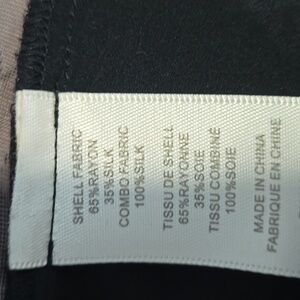 SHELL FABRIC
65%RAYON
35%SILK
COMBO FABRIC
100%SILK
TISSU DE SHELL
65%RAYONNE
35%SOIE
TISSU COMBINÉ
100%SOIE
MADE IN CHINA
FABRIQUE EN CHINE